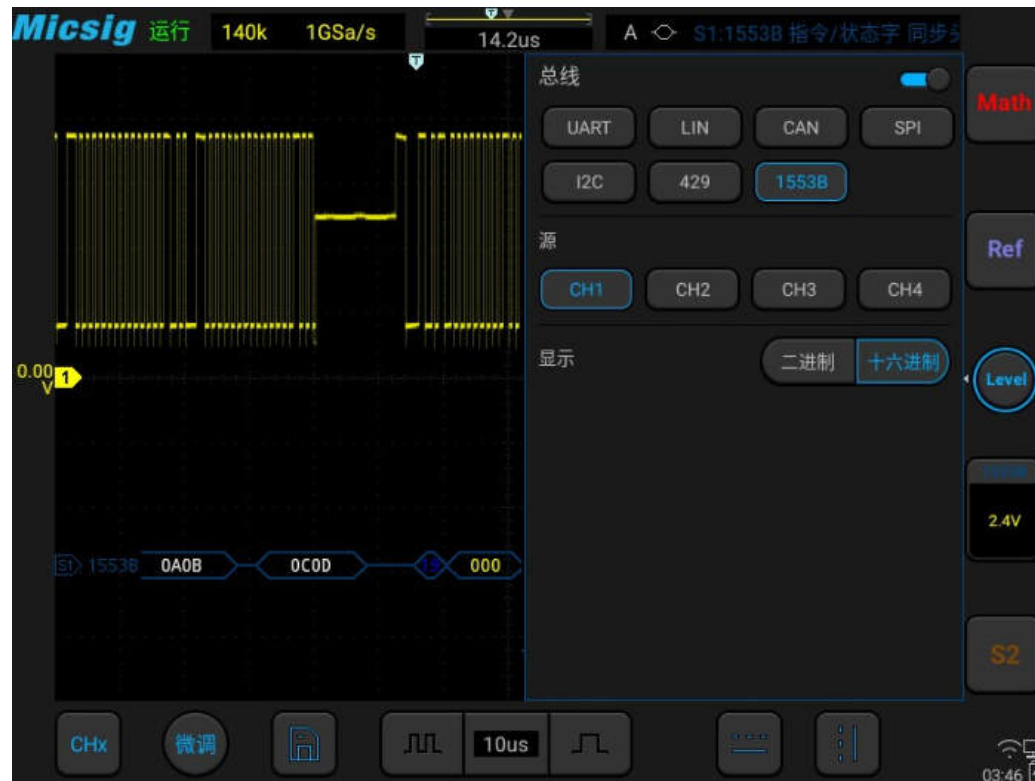 Micsig 运行 140k 1GSa/s 14.2us A S1:1553B 指令/状态字 同步头
T
总线
Math
UART LIN CAN SPI
I2C 429 1553B
源
Ref
CH1 CH2 CH3 CH4
显示 二进制 十六进制
0.00 1
V
Level
2.4V
S1 1553B 0A0B 0C0D 19 000
S2
CHx 微调 10us
03:46